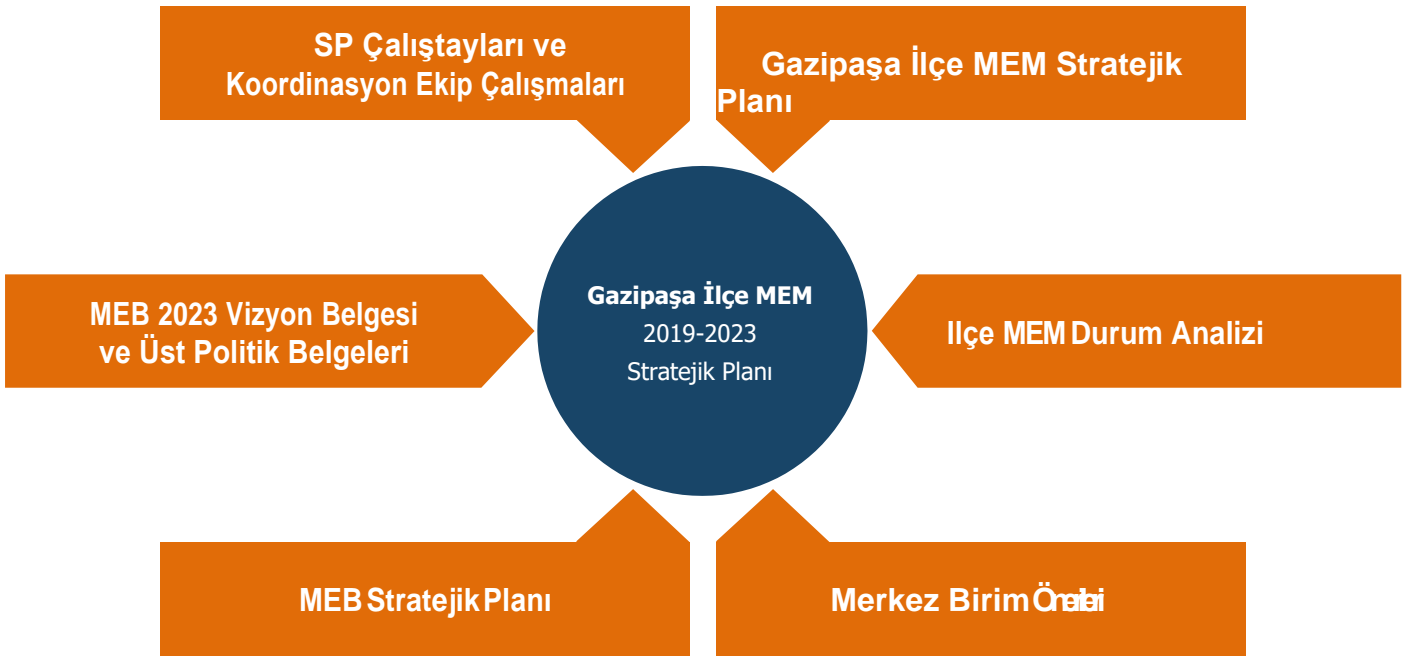 SP Çalıştayları ve
Koordinasyon Ekip Çalışmaları
Gazipaşa İlçe MEM Stratejik
Planı
MEB 2023 Vizyon Belgesi
ve Üst Politik Belgeleri
Gazipaşa İlçe MEM
2019-2023
Stratejik Planı
Ilçe MEM Durum Analizi
MEB Stratejik Planı
Merkez Birim